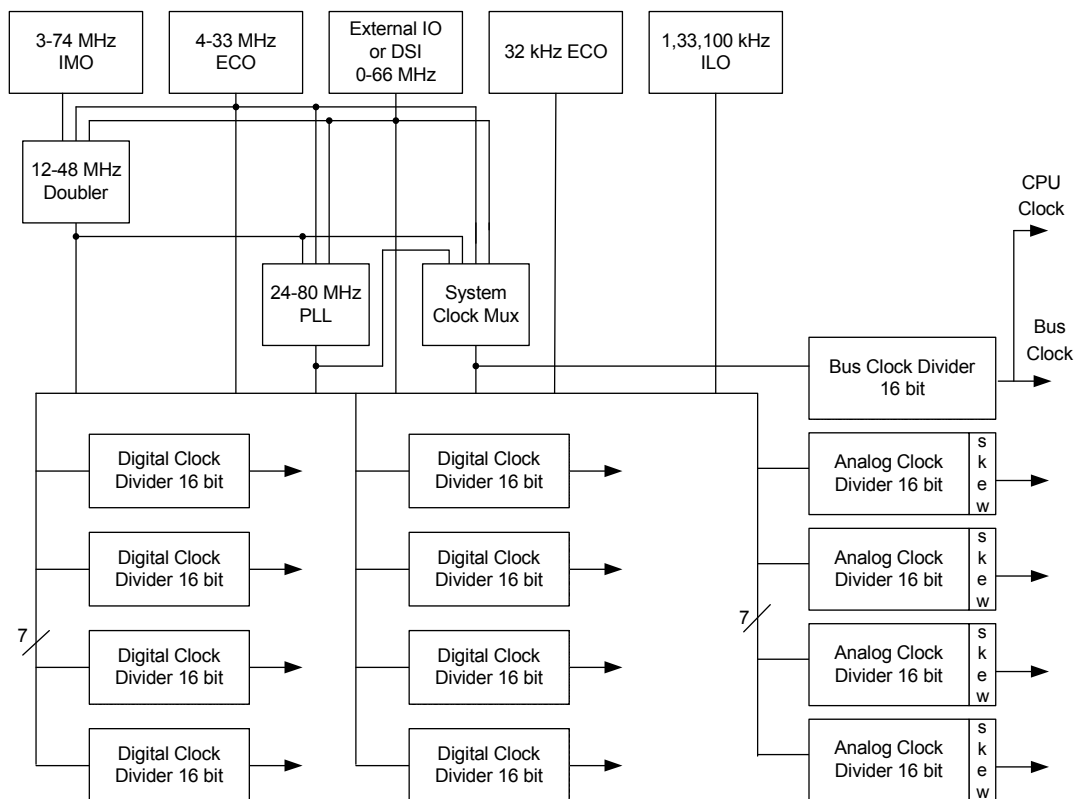 3-74 MHz
IMO
4-33 MHz
ECO
External IO
or DSI
0-66 MHz
32 kHz ECO
1,33,100 kHz
ILO
12-48 MHz
Doubler
24-80 MHz
PLL
System
Clock Mux
CPU
Clock
Bus
Clock
Bus Clock Divider
16 bit
Digital Clock
Divider 16 bit
Digital Clock
Divider 16 bit
Analog Clock
Divider 16 bit
skew
Digital Clock
Divider 16 bit
Digital Clock
Divider 16 bit
Analog Clock
Divider 16 bit
skew
7
7
Digital Clock
Divider 16 bit
Digital Clock
Divider 16 bit
Analog Clock
Divider 16 bit
skew
Digital Clock
Divider 16 bit
Digital Clock
Divider 16 bit
Analog Clock
Divider 16 bit
skew